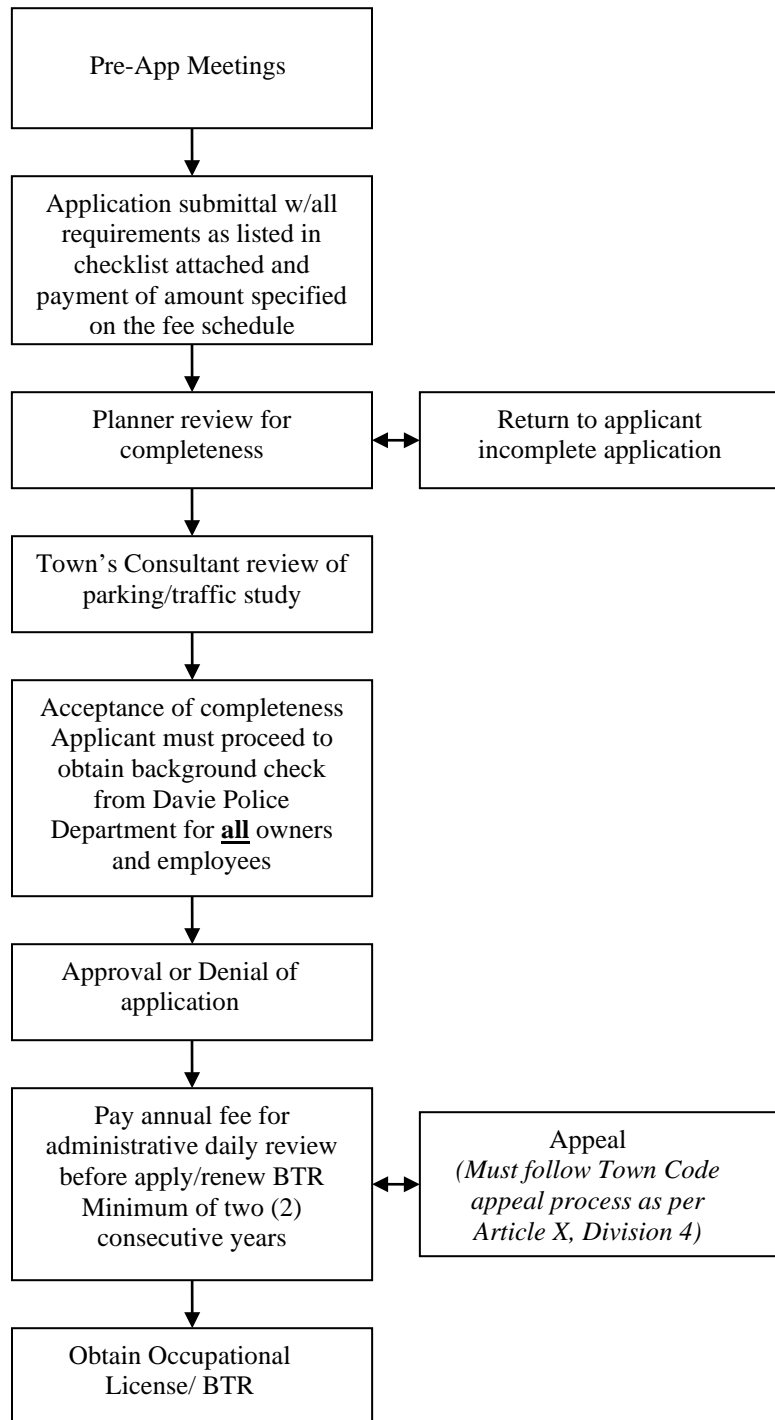 Pre-App Meetings
Application submittal w/all
requirements as listed in
checklist attached and
payment of amount specified
on the fee schedule
Planner review for
completeness
Return to applicant
incomplete application
Town’s Consultant review of
parking/traffic study
Acceptance of completeness
Applicant must proceed to
obtain background check
from Davie Police
Department for all owners
and employees
Approval or Denial of
application
Pay annual fee for
administrative daily review
before apply/renew BTR
Minimum of two (2)
consecutive years
Appeal
(Must follow Town Code
appeal process as per
Article X, Division 4)
Obtain Occupational
License/ BTR